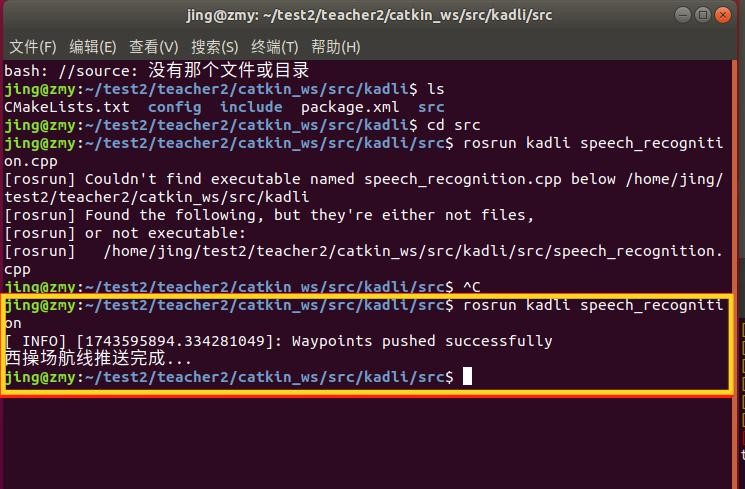 jing@zmy: ~/test2/teacher2/catkin_ws/src/kadli/src
文件(F) 编辑(E) 查看(V) 搜索(S) 终端(T) 帮助(H)
bash: //source: 没有那个文件或目录
jing@zmy:~/test2/teacher2/catkin_ws/src/kadli$ ls
CMakeLists.txt config include package.xml src
jing@zmy:~/test2/teacher2/catkin_ws/src/kadli$ cd src
jing@zmy:~/test2/teacher2/catkin_ws/src/kadli/src$ rosrun kadli speech_recogniti
on.cpp
[rosrun] Couldn't find executable named speech_recognition.cpp below /home/jing/
test2/teacher2/catkin_ws/src/kadli
[rosrun] Found the following, but they're either not files,
[rosrun] or not executable:
[rosrun]   /home/jing/test2/teacher2/catkin_ws/src/kadli/src/speech_recognition.
cpp
jing@zmy:~/test2/teacher2/catkin_ws/src/kadli/src$ ^C
jing@zmy:~/test2/teacher2/catkin_ws/src/kadli/src$ rosrun kadli speech_recogniti
on
[ INFO] [1743595894.334281049]: Waypoints pushed successfully
西操场航线推送完成...
jing@zmy:~/test2/teacher2/catkin_ws/src/kadli/src$